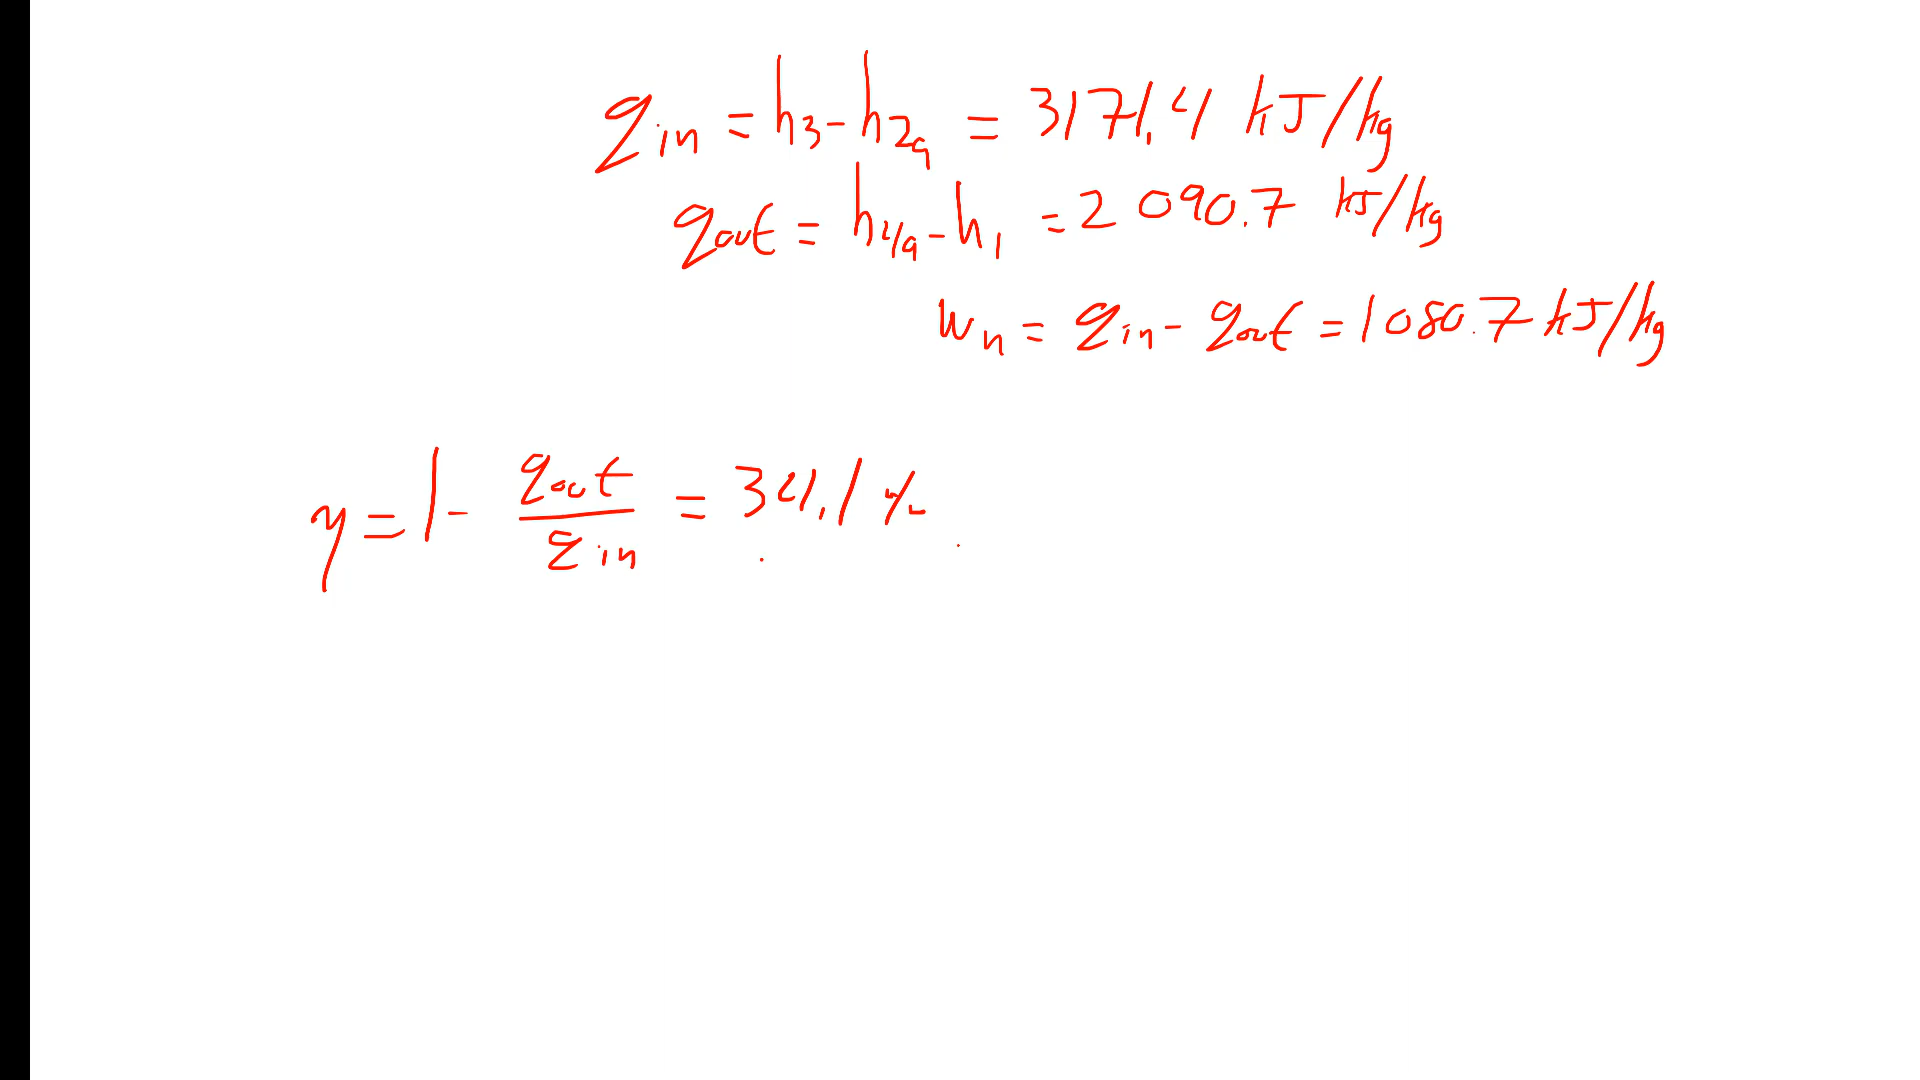 q_in = h_3 - h_2a = 3171.4 kJ/kg
q_out = h_4a - h_1 = 2090.7 kJ/kg
w_n = q_in - q_out = 1080.7 kJ/kg
η = 1 - q_out / q_in = 34.1 %